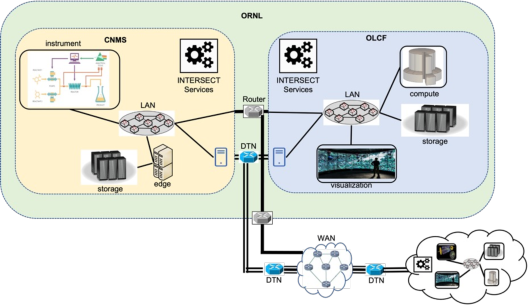 ORNL
CNMS
OLCF
instrument
INTERSECT
Services
INTERSECT
Services
compute
LAN
Router
LAN
storage
DTN
storage
edge
visualization
WAN
DTN
DTN